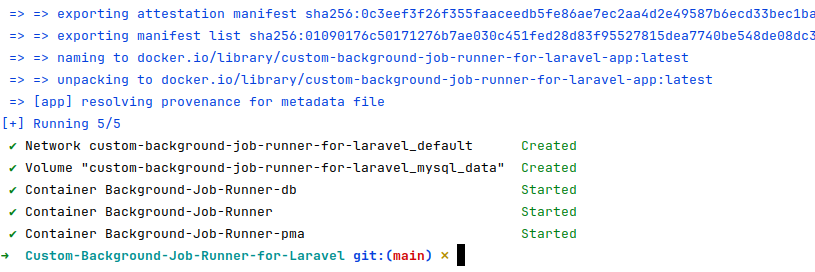 => => exporting attestation manifest sha256:0c3eef3f26f355faaceedb5fe86ae7ec2aa4d2e49587b6ecd33bec1ba
=> => exporting manifest list sha256:01090176c50171276b7ae030c451fed28d83f95527815dea7740be548de08dc3
=> => naming to docker.io/library/custom-background-job-runner-for-laravel-app:latest
=> => unpacking to docker.io/library/custom-background-job-runner-for-laravel-app:latest
=> [app] resolving provenance for metadata file
[+] Running 5/5
✔ Network custom-background-job-runner-for-laravel_default Created
✔ Volume "custom-background-job-runner-for-laravel_mysql_data" Created
✔ Container Background-Job-Runner-db Started
✔ Container Background-Job-Runner Started
✔ Container Background-Job-Runner-pma Started
➜ Custom-Background-Job-Runner-for-Laravel git:(main) ×